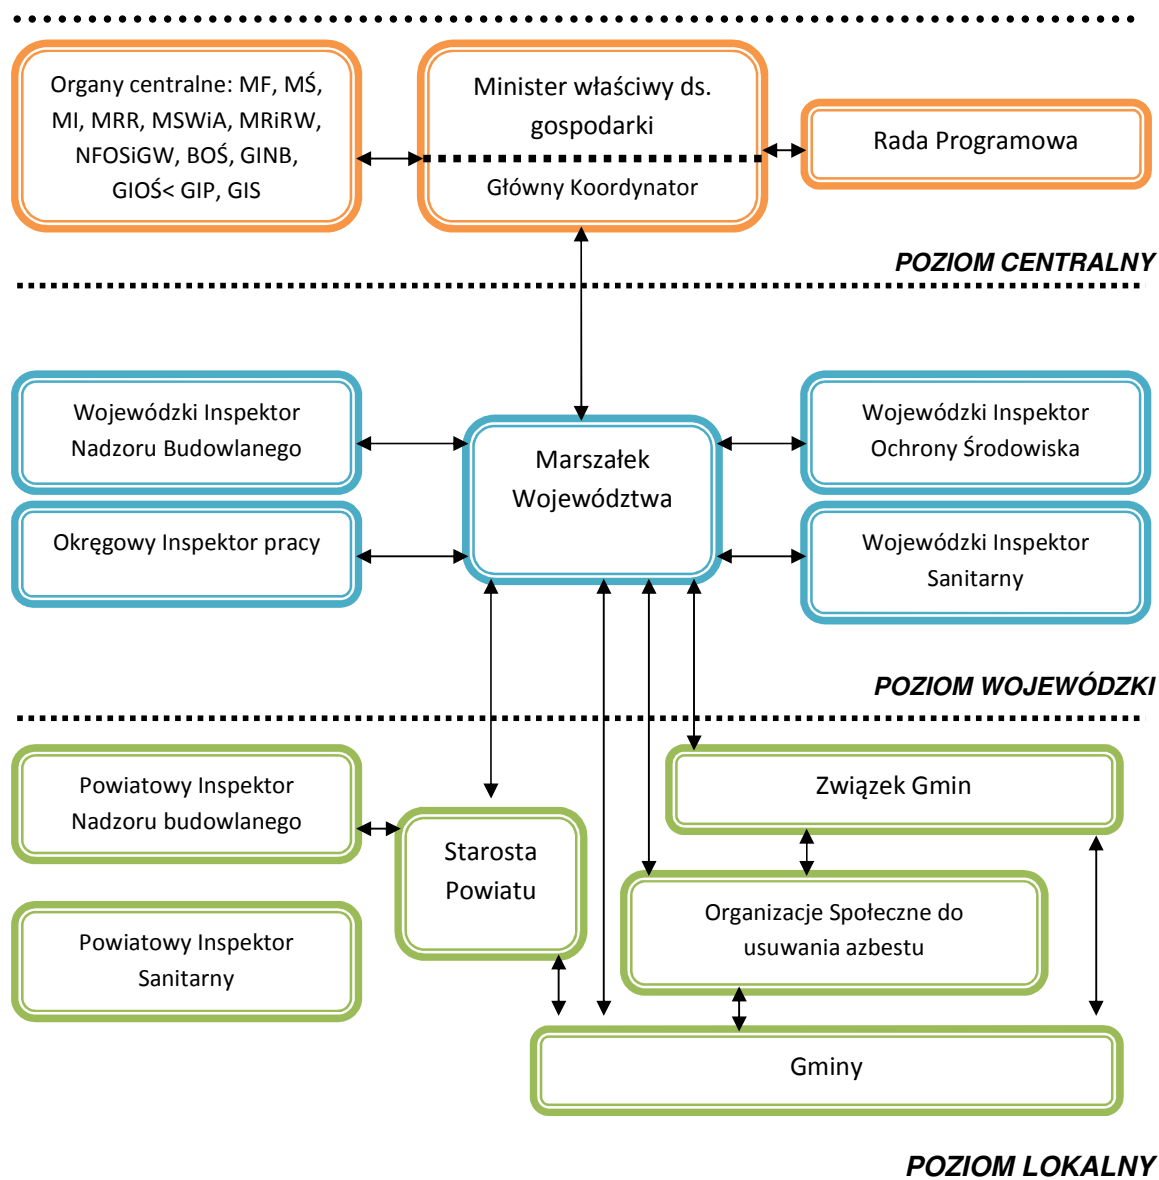 Organy centralne: MF, MŚ,
MI, MRR, MSWiA, MRiRW,
NFOSiGW, BOŚ, GINB,
GIOŚ< GIP, GIS
Minister właściwy ds.
gospodarki
Główny Koordynator
Rada Programowa
POZIOM CENTRALNY
Wojewódzki Inspektor
Nadzoru Budowlanego
Okręgowy Inspektor pracy
Marszałek
Województwa
Wojewódzki Inspektor
Ochrony Środowiska
Wojewódzki Inspektor
Sanitarny
POZIOM WOJEWÓDZKI
Powiatowy Inspektor
Nadzoru budowlanego
Powiatowy Inspektor
Sanitarny
Starosta
Powiatu
Związek Gmin
Organizacje Społeczne do
usuwania azbestu
Gminy
POZIOM LOKALNY